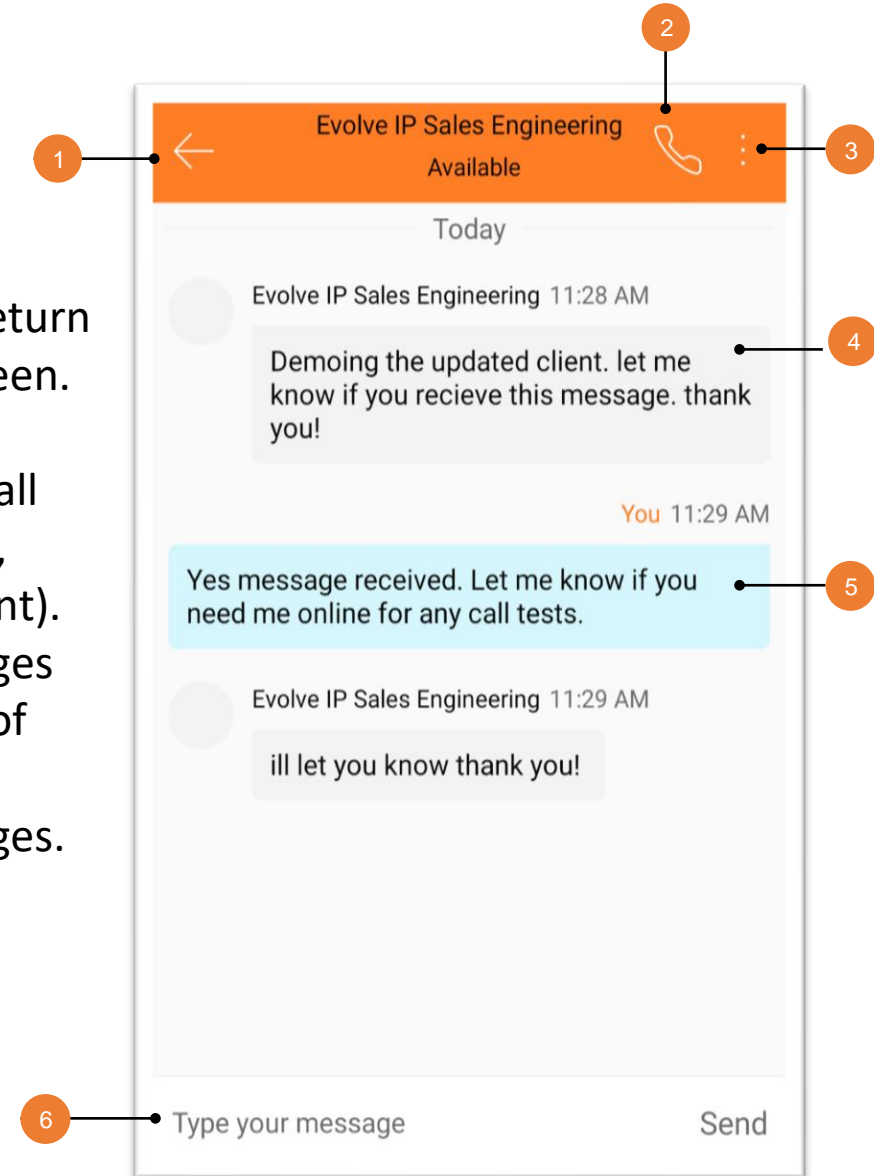 2
Evolve IP Sales Engineering
Available
1
3
Today
Evolve IP Sales Engineering 11:28 AM
Demoing the updated client. let me
know if you recieve this message. thank
you!
4
You 11:29 AM
Yes message received. Let me know if you
need me online for any call tests.
5
Evolve IP Sales Engineering 11:29 AM
ill let you know thank you!
6
Type your message
Send
eturn
een.
all
,
nt).
ges
of
ges.